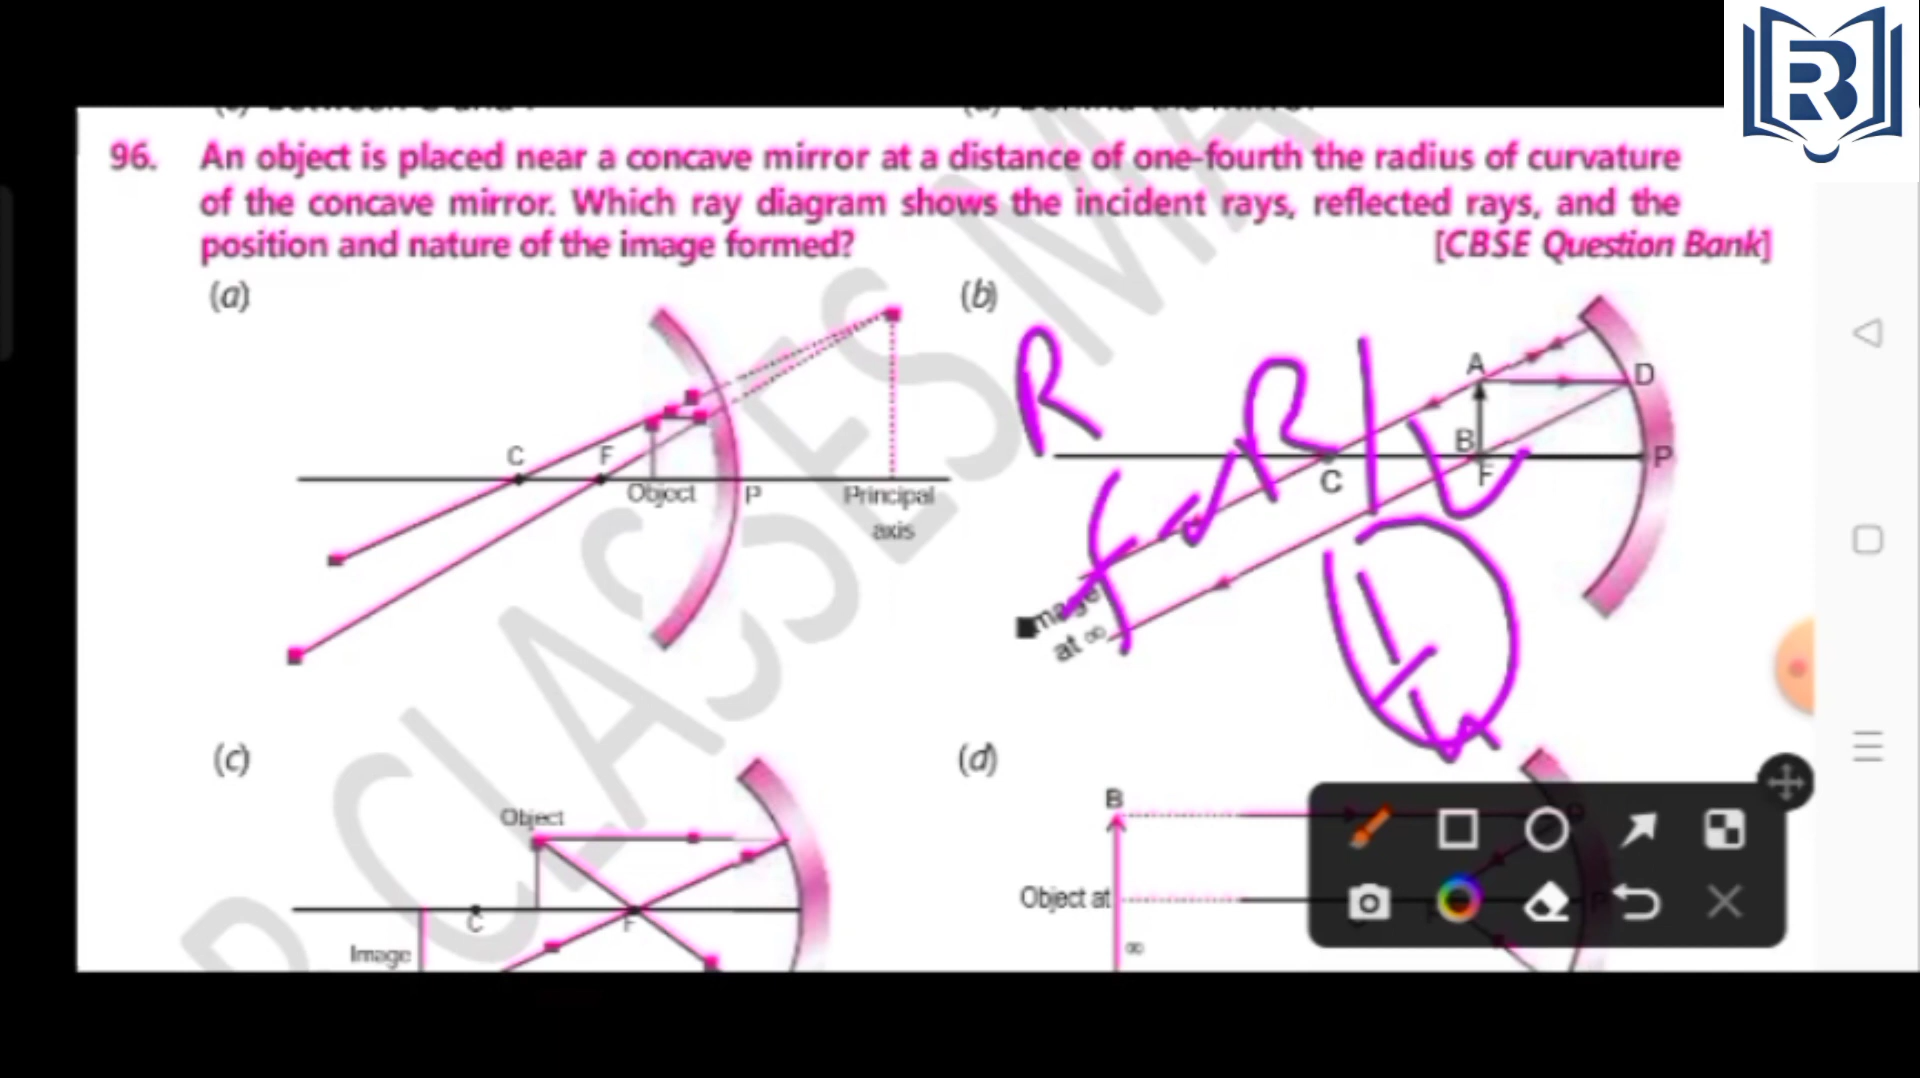 96. An object is placed near a concave mirror at a distance of one-fourth the radius of curvature
of the concave mirror. Which ray diagram shows the incident rays, reflected rays, and the
position and nature of the image formed?
[CBSE Question Bank]
(a)
C
F
Object
P
Principal
axis
(b)
A
D
B
C
F
P
Image
at ∞
R
R
(c)
Object
C
F
Image
(d)
B
Object at
∞
R CLASSES MA